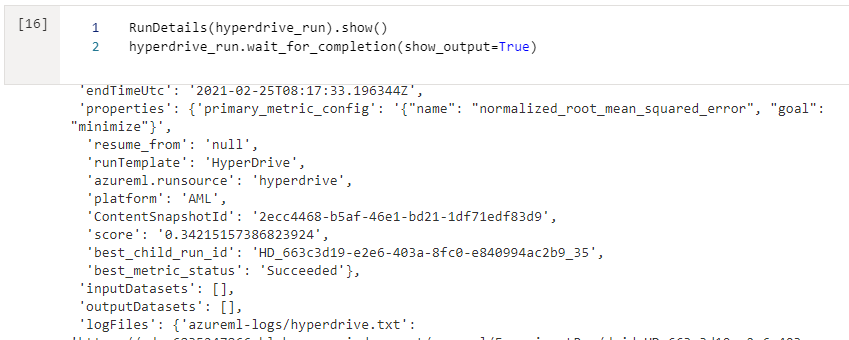 [16]
1 RunDetails(hyperdrive_run).show()
2 hyperdrive_run.wait_for_completion(show_output=True)
'endTimeUtc': '2021-02-25T08:17:33.196344Z',
'properties': {'primary_metric_config': '{"name": "normalized_root_mean_squared_error", "goal":
"minimize"}',
'resume_from': 'null',
'runTemplate': 'HyperDrive',
'azureml.runsource': 'hyperdrive',
'platform': 'AML',
'ContentSnapshotId': '2ecc4468-b5af-46e1-bd21-1df71edf83d9',
'score': '0.34215157386823924',
'best_child_run_id': 'HD_663c3d19-e2e6-403a-8fc0-e840994ac2b9_35',
'best_metric_status': 'Succeeded'},
'inputDatasets': [],
'outputDatasets': [],
'logFiles': {'azureml-logs/hyperdrive.txt':